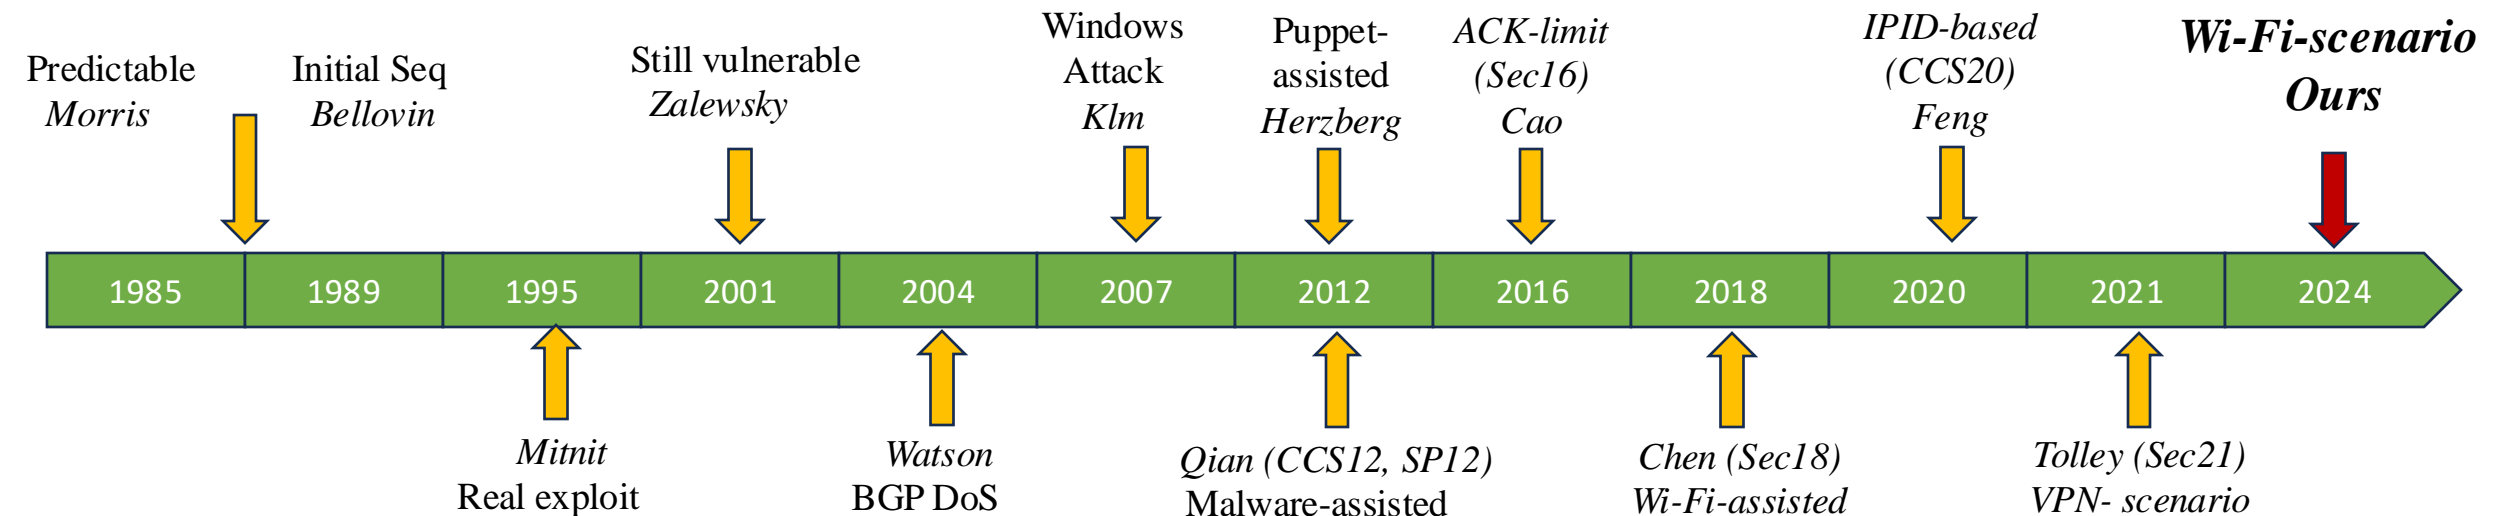 Predictable
Morris
Initial Seq
Bellovin
Still vulnerable
Zalewsky
Windows
Attack
Klm
Puppet-
assisted
Herzberg
ACK-limit
(Sec16)
Cao
IPID-based
(CCS20)
Feng
Wi-Fi-scenario
Ours
1985
1989
1995
2001
2004
2007
2012
2016
2018
2020
2021
2024
Mitnit
Real exploit
Watson
BGP DoS
Qian (CCS12, SP12)
Malware-assisted
Chen (Sec18)
Wi-Fi-assisted
Tolley (Sec21)
VPN- scenario